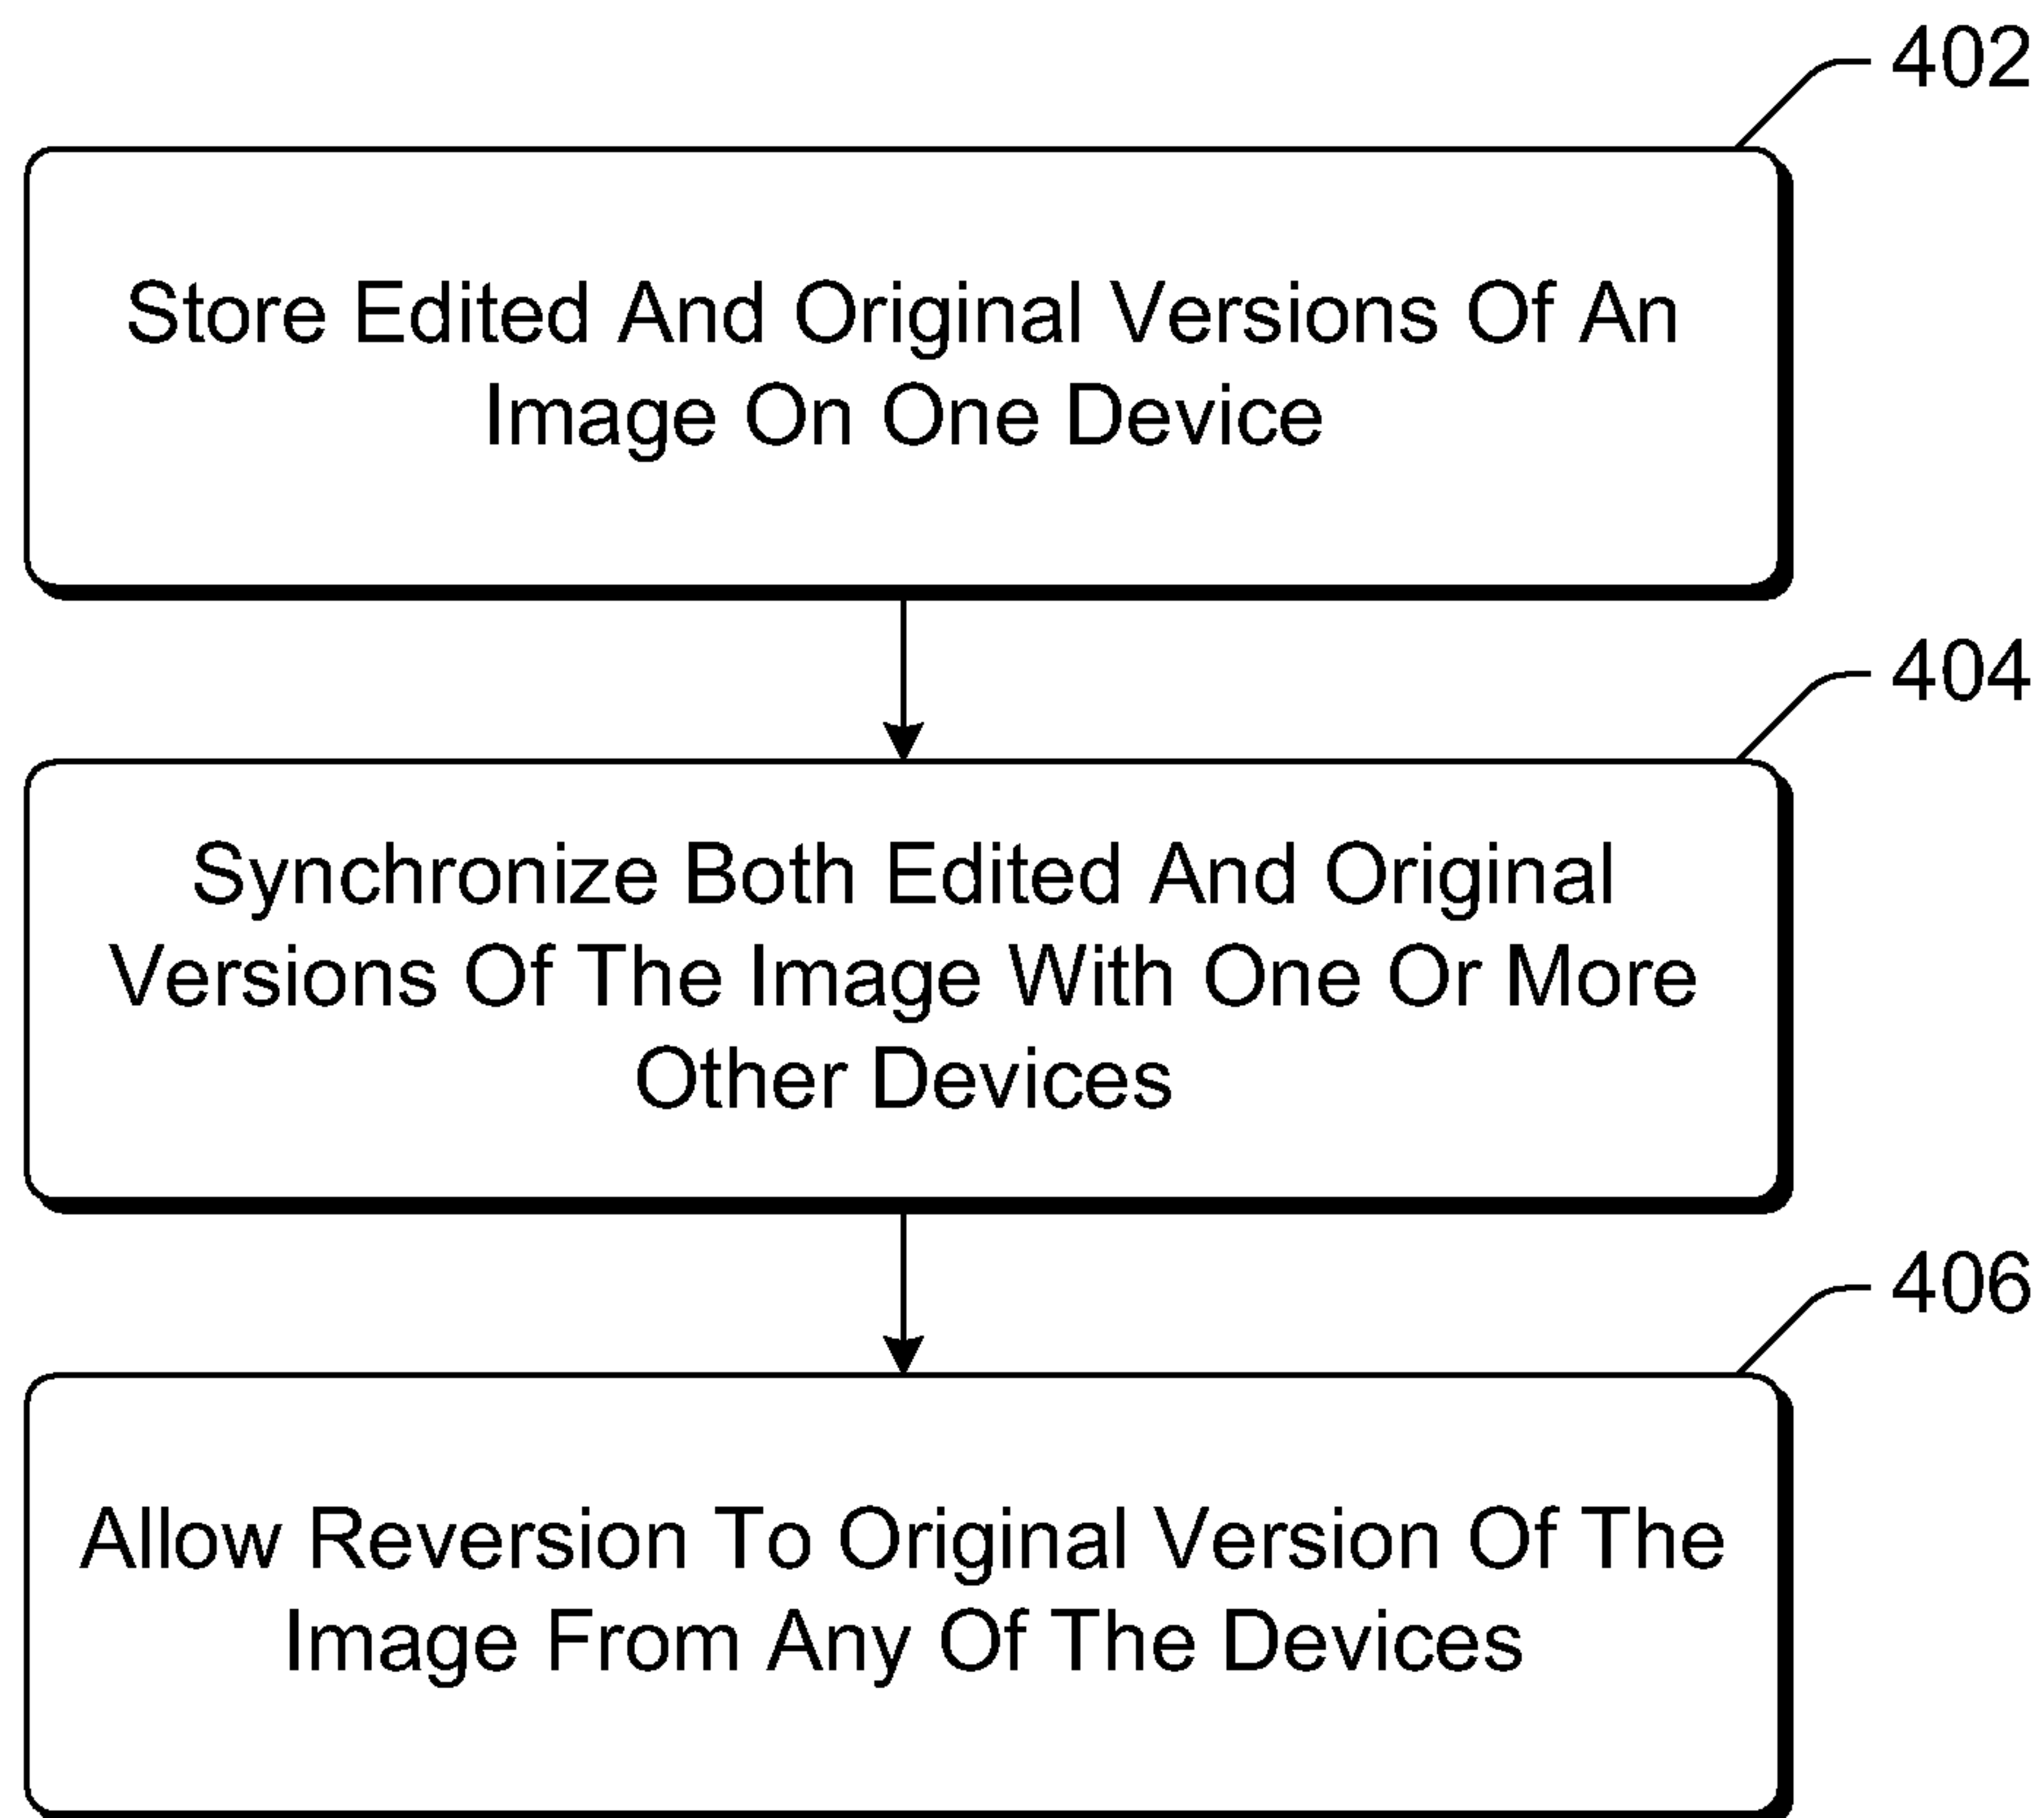 402
Store Edited And Original Versions Of An
Image On One Device
404
Synchronize Both Edited And Original
Versions Of The Image With One Or More
Other Devices
406
Allow Reversion To Original Version Of The
Image From Any Of The Devices